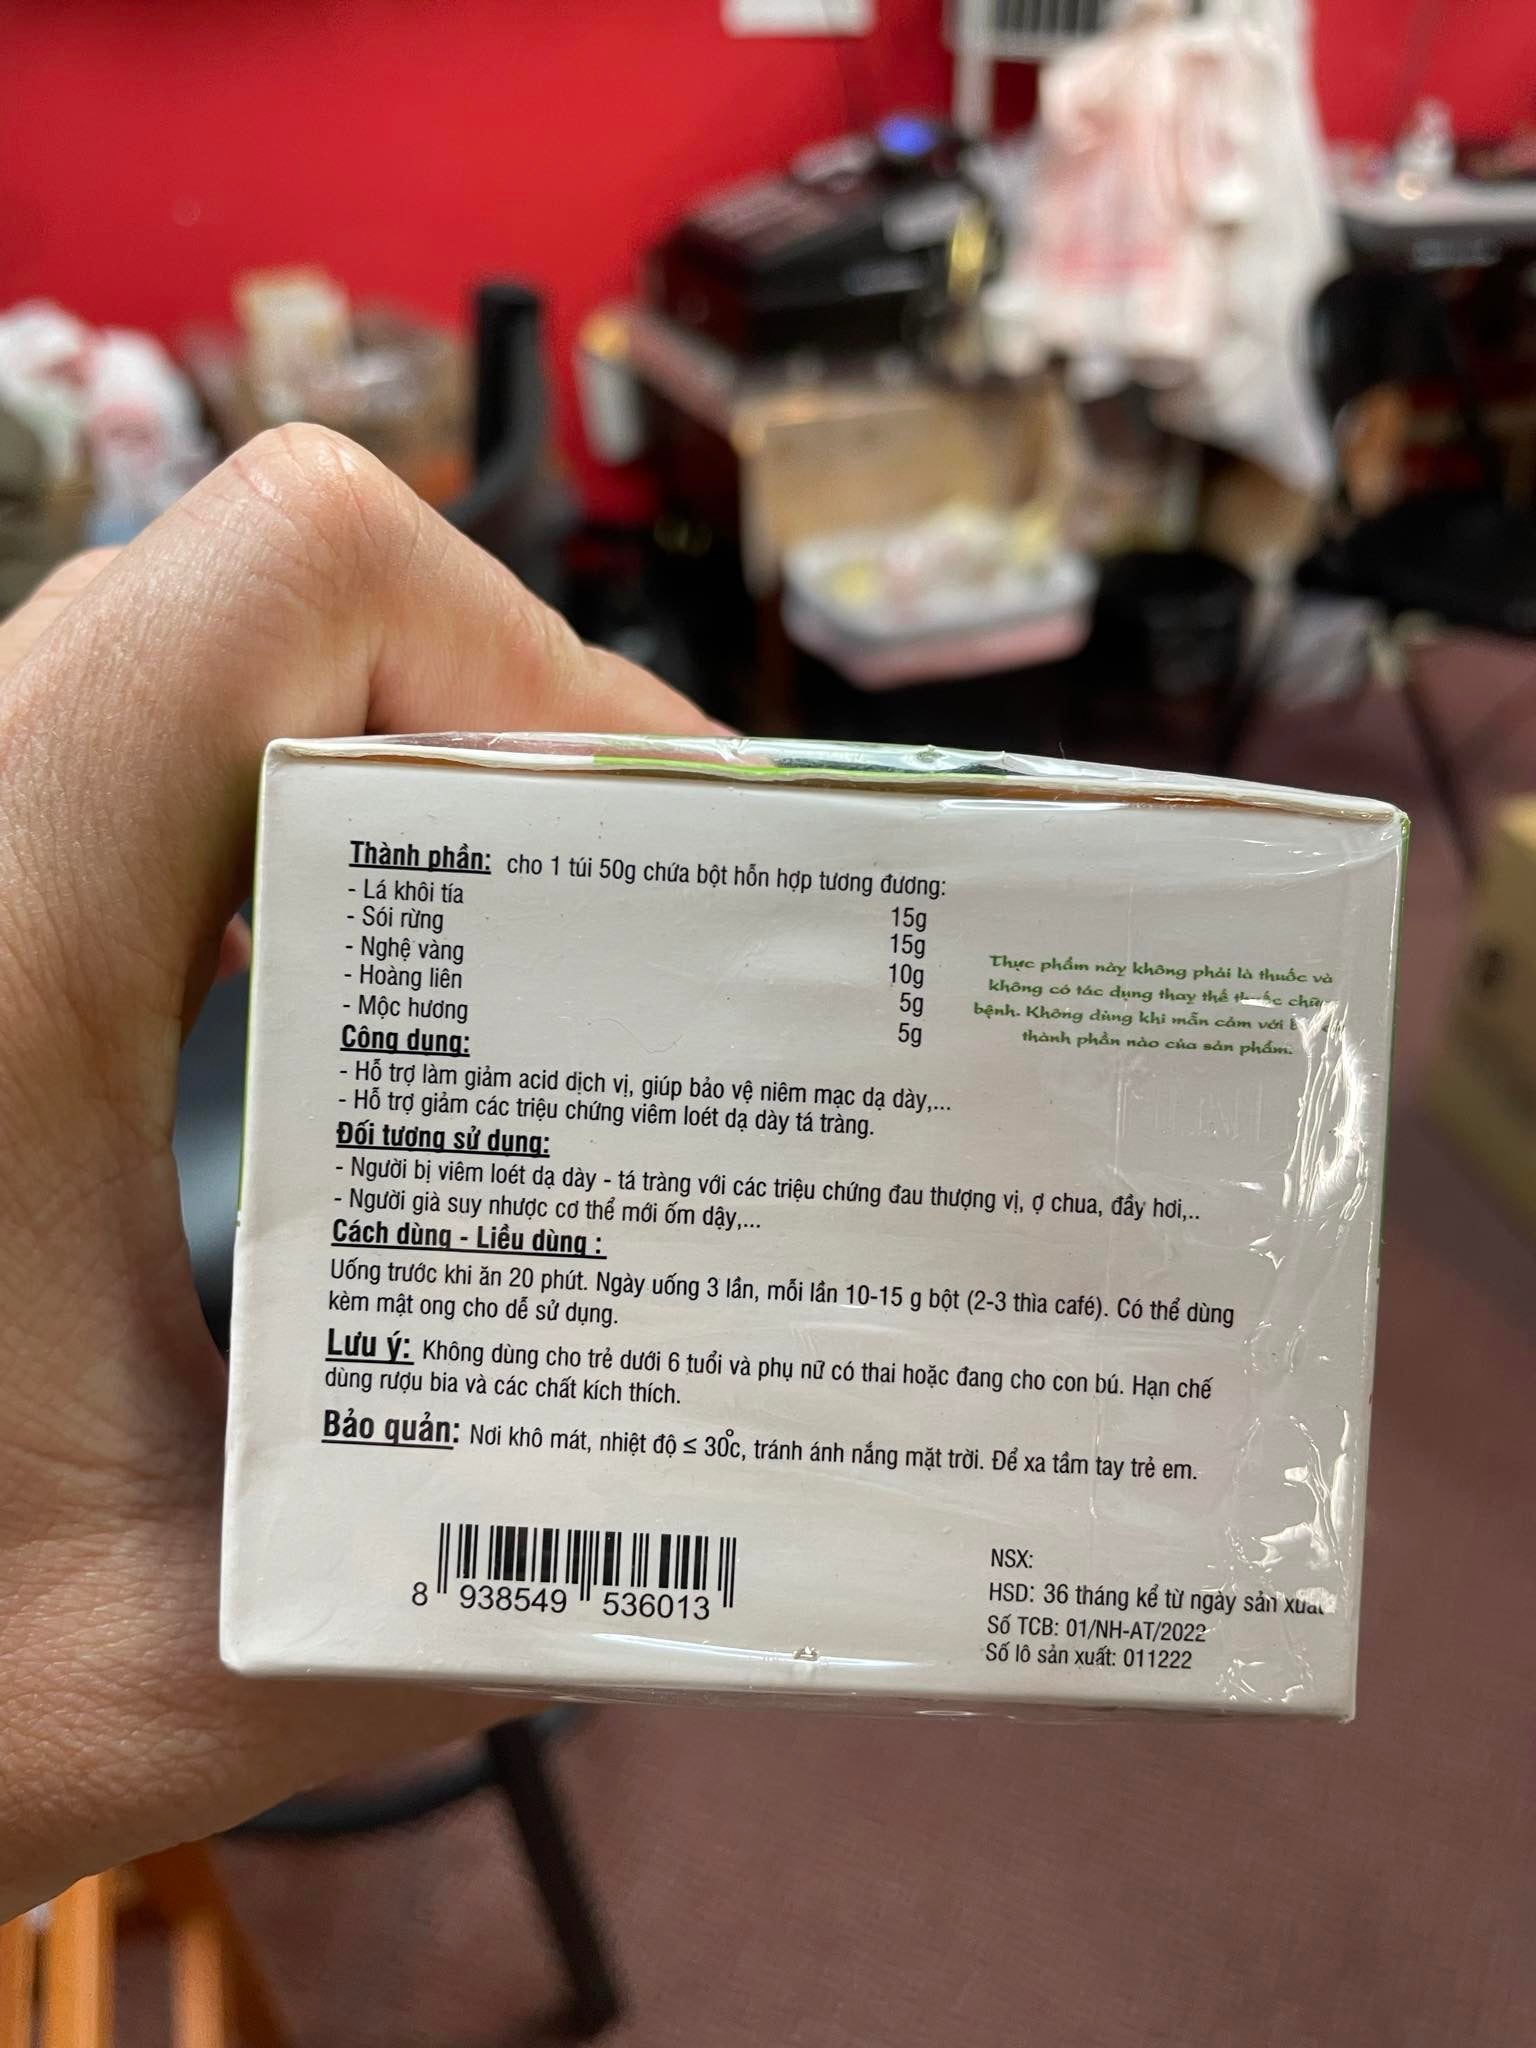 Thành phần: cho 1 túi 50g chứa bột hỗn hợp tương đương:
- Lá khôi tía 15g
- Sói rừng 15g
- Nghệ vàng 10g
- Hoàng liên 5g
- Mộc hương 5g
Thực phẩm này không phải là thuốc và
không có tác dụng thay thế thuốc chữa
bệnh. Không dùng khi mẫn cảm với
thành phần nào của sản phẩm.
Công dụng:
- Hỗ trợ làm giảm acid dịch vị, giúp bảo vệ niêm mạc dạ dày,...
- Hỗ trợ giảm các triệu chứng viêm loét dạ dày tá tràng.
Đối tượng sử dụng:
- Người bị viêm loét dạ dày - tá tràng với các triệu chứng đau thượng vị, ợ chua, đầy hơi,..
- Người già suy nhược cơ thể mới ốm dậy,...
Cách dùng - Liều dùng :
Uống trước khi ăn 20 phút. Ngày uống 3 lần, mỗi lần 10-15 g bột (2-3 thìa café). Có thể dùng
kèm mật ong cho dễ sử dụng.
Lưu ý: Không dùng cho trẻ dưới 6 tuổi và phụ nữ có thai hoặc đang cho con bú. Hạn chế
dùng rượu bia và các chất kích thích.
Bảo quản: Nơi khô mát, nhiệt độ ≤ 30°c, tránh ánh nắng mặt trời. Để xa tầm tay trẻ em.
8 938549 536013
NSX:
HSD: 36 tháng kể từ ngày sản xuất
Số TCB: 01/NH-AT/2022
Số lô sản xuất: 011222